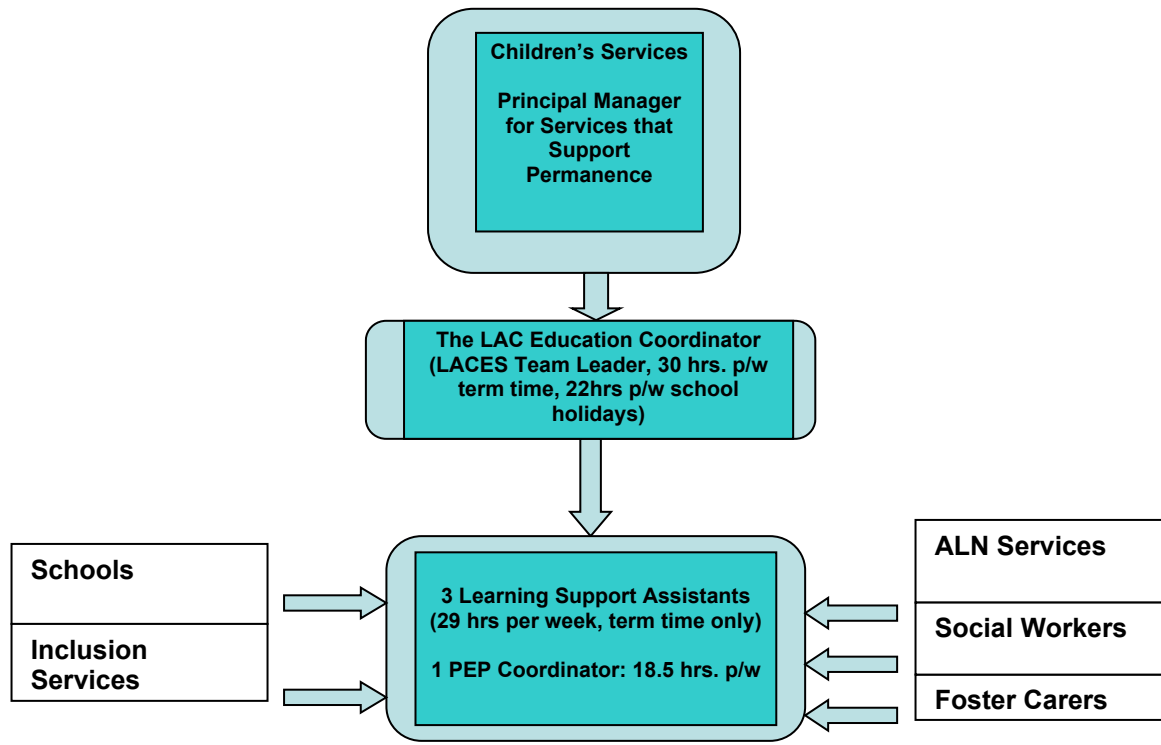 Children’s Services
Principal Manager
for Services that
Support
Permanence
The LAC Education Coordinator
(LACES Team Leader, 30 hrs. p/w
term time, 22hrs p/w school
holidays)
Schools
Inclusion
Services
3 Learning Support Assistants
(29 hrs per week, term time only)
1 PEP Coordinator: 18.5 hrs. p/w
ALN Services
Social Workers
Foster Carers